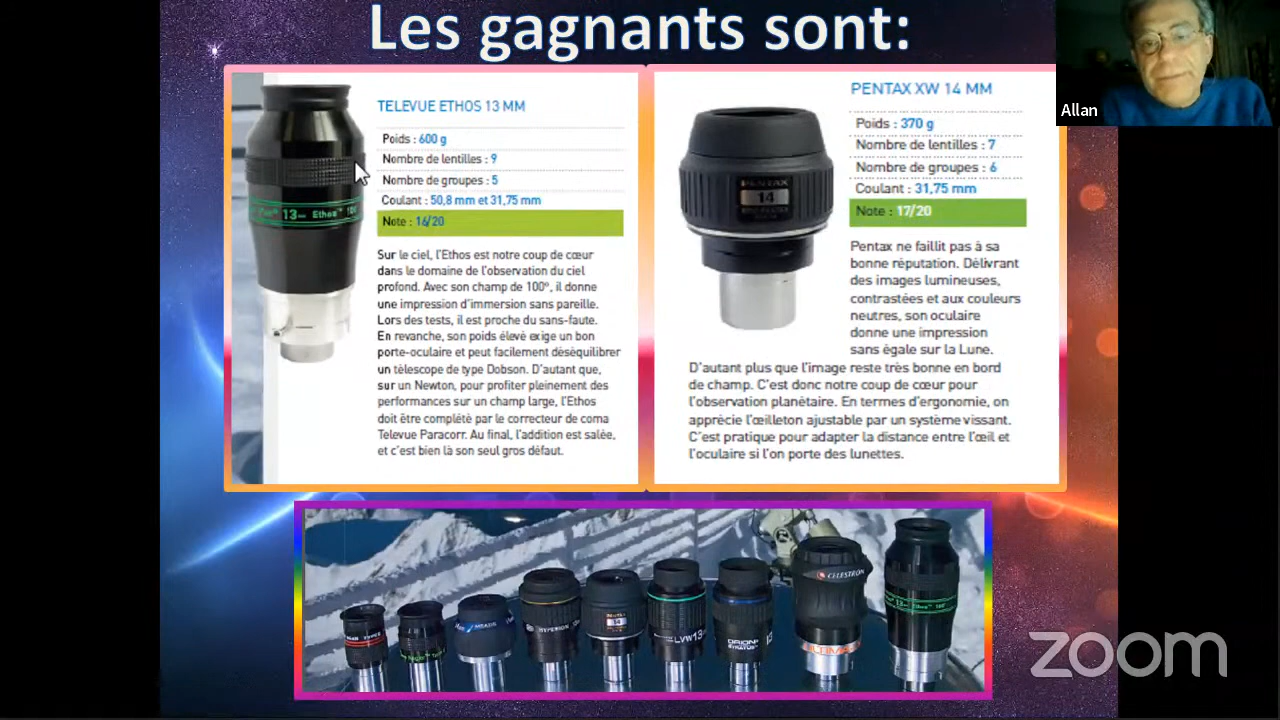 Les gagnants sont:
Allan
TELEVUE ETHOS 13 MM
Poids : 600 g
Nombre de lentilles : 9
Nombre de groupes : 5
Coulant : 50,8 mm et 31,75 mm
Note : 16/20
Sur le ciel, l'Ethos est notre coup de cœur
dans le domaine de l'observation du ciel
profond. Avec son champ de 100°, il donne
une impression d'immersion sans pareille.
Lors des tests, il est proche du sans-faute.
En revanche, son poids élevé exige un bon
porte-oculaire et peut facilement déséquilibrer
un télescope de type Dobson. D'autant que,
sur un Newton, pour profiter pleinement des
performances sur un champ large, l'Ethos
doit être complété par le correcteur de coma
Televue Paracorr. Au final, l'addition est salée,
et c'est bien là son seul gros défaut.
13mm Ethos™ 100°
PENTAX XW 14 MM
Poids : 370 g
Nombre de lentilles : 7
Nombre de groupes : 6
Coulant : 31,75 mm
Note : 17/20
Pentax ne faillit pas à sa
bonne réputation. Délivrant
des images lumineuses,
contrastées et aux couleurs
neutres, son oculaire
donne une impression
sans égale sur la Lune.
D'autant plus que l'image reste très bonne en bord
de champ. C'est donc notre coup de cœur pour
l'observation planétaire. En termes d'ergonomie, on
apprécie l'œilleton ajustable par un système vissant.
C'est pratique pour adapter la distance entre l'œil et
l'oculaire si l'on porte des lunettes.
PENTAX
14
MEADE
HYPERION
14
LVW
ORION
STRATUS
CELESTRON
13mm Ethos™ 100°
zoom